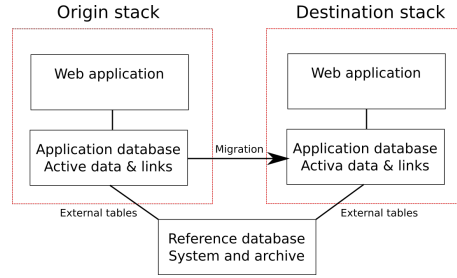 Origin stack
Destination stack
Web application
Web application
Application database
Active data & links
Migration
Application database
Activa data & links
External tables
External tables
Reference database
System and archive